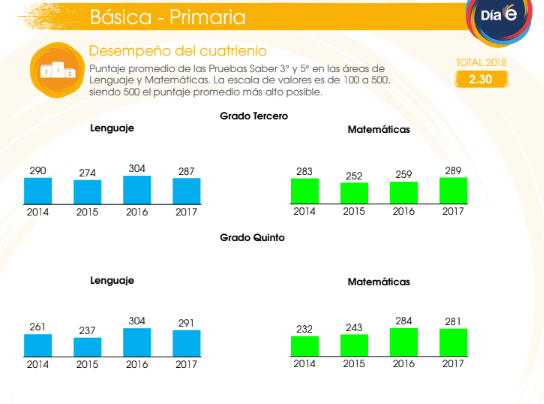 Básica - Primaria
Día é
Desempeño del cuatrienio
Puntaje promedio de las Pruebas Saber 3° y 5° en las áreas de
Lenguaje y Matemáticas. La escala de valores es de 100 a 500,
siendo 500 el puntaje promedio más alto posible.
TOTAL 2018
2.30
Grado Tercero
Lenguaje
290 274 304 287
2014 2015 2016 2017
Matemáticas
283 252 259 289
2014 2015 2016 2017
Grado Quinto
Lenguaje
261 237 304 291
2014 2015 2016 2017
Matemáticas
232 243 284 281
2014 2015 2016 2017